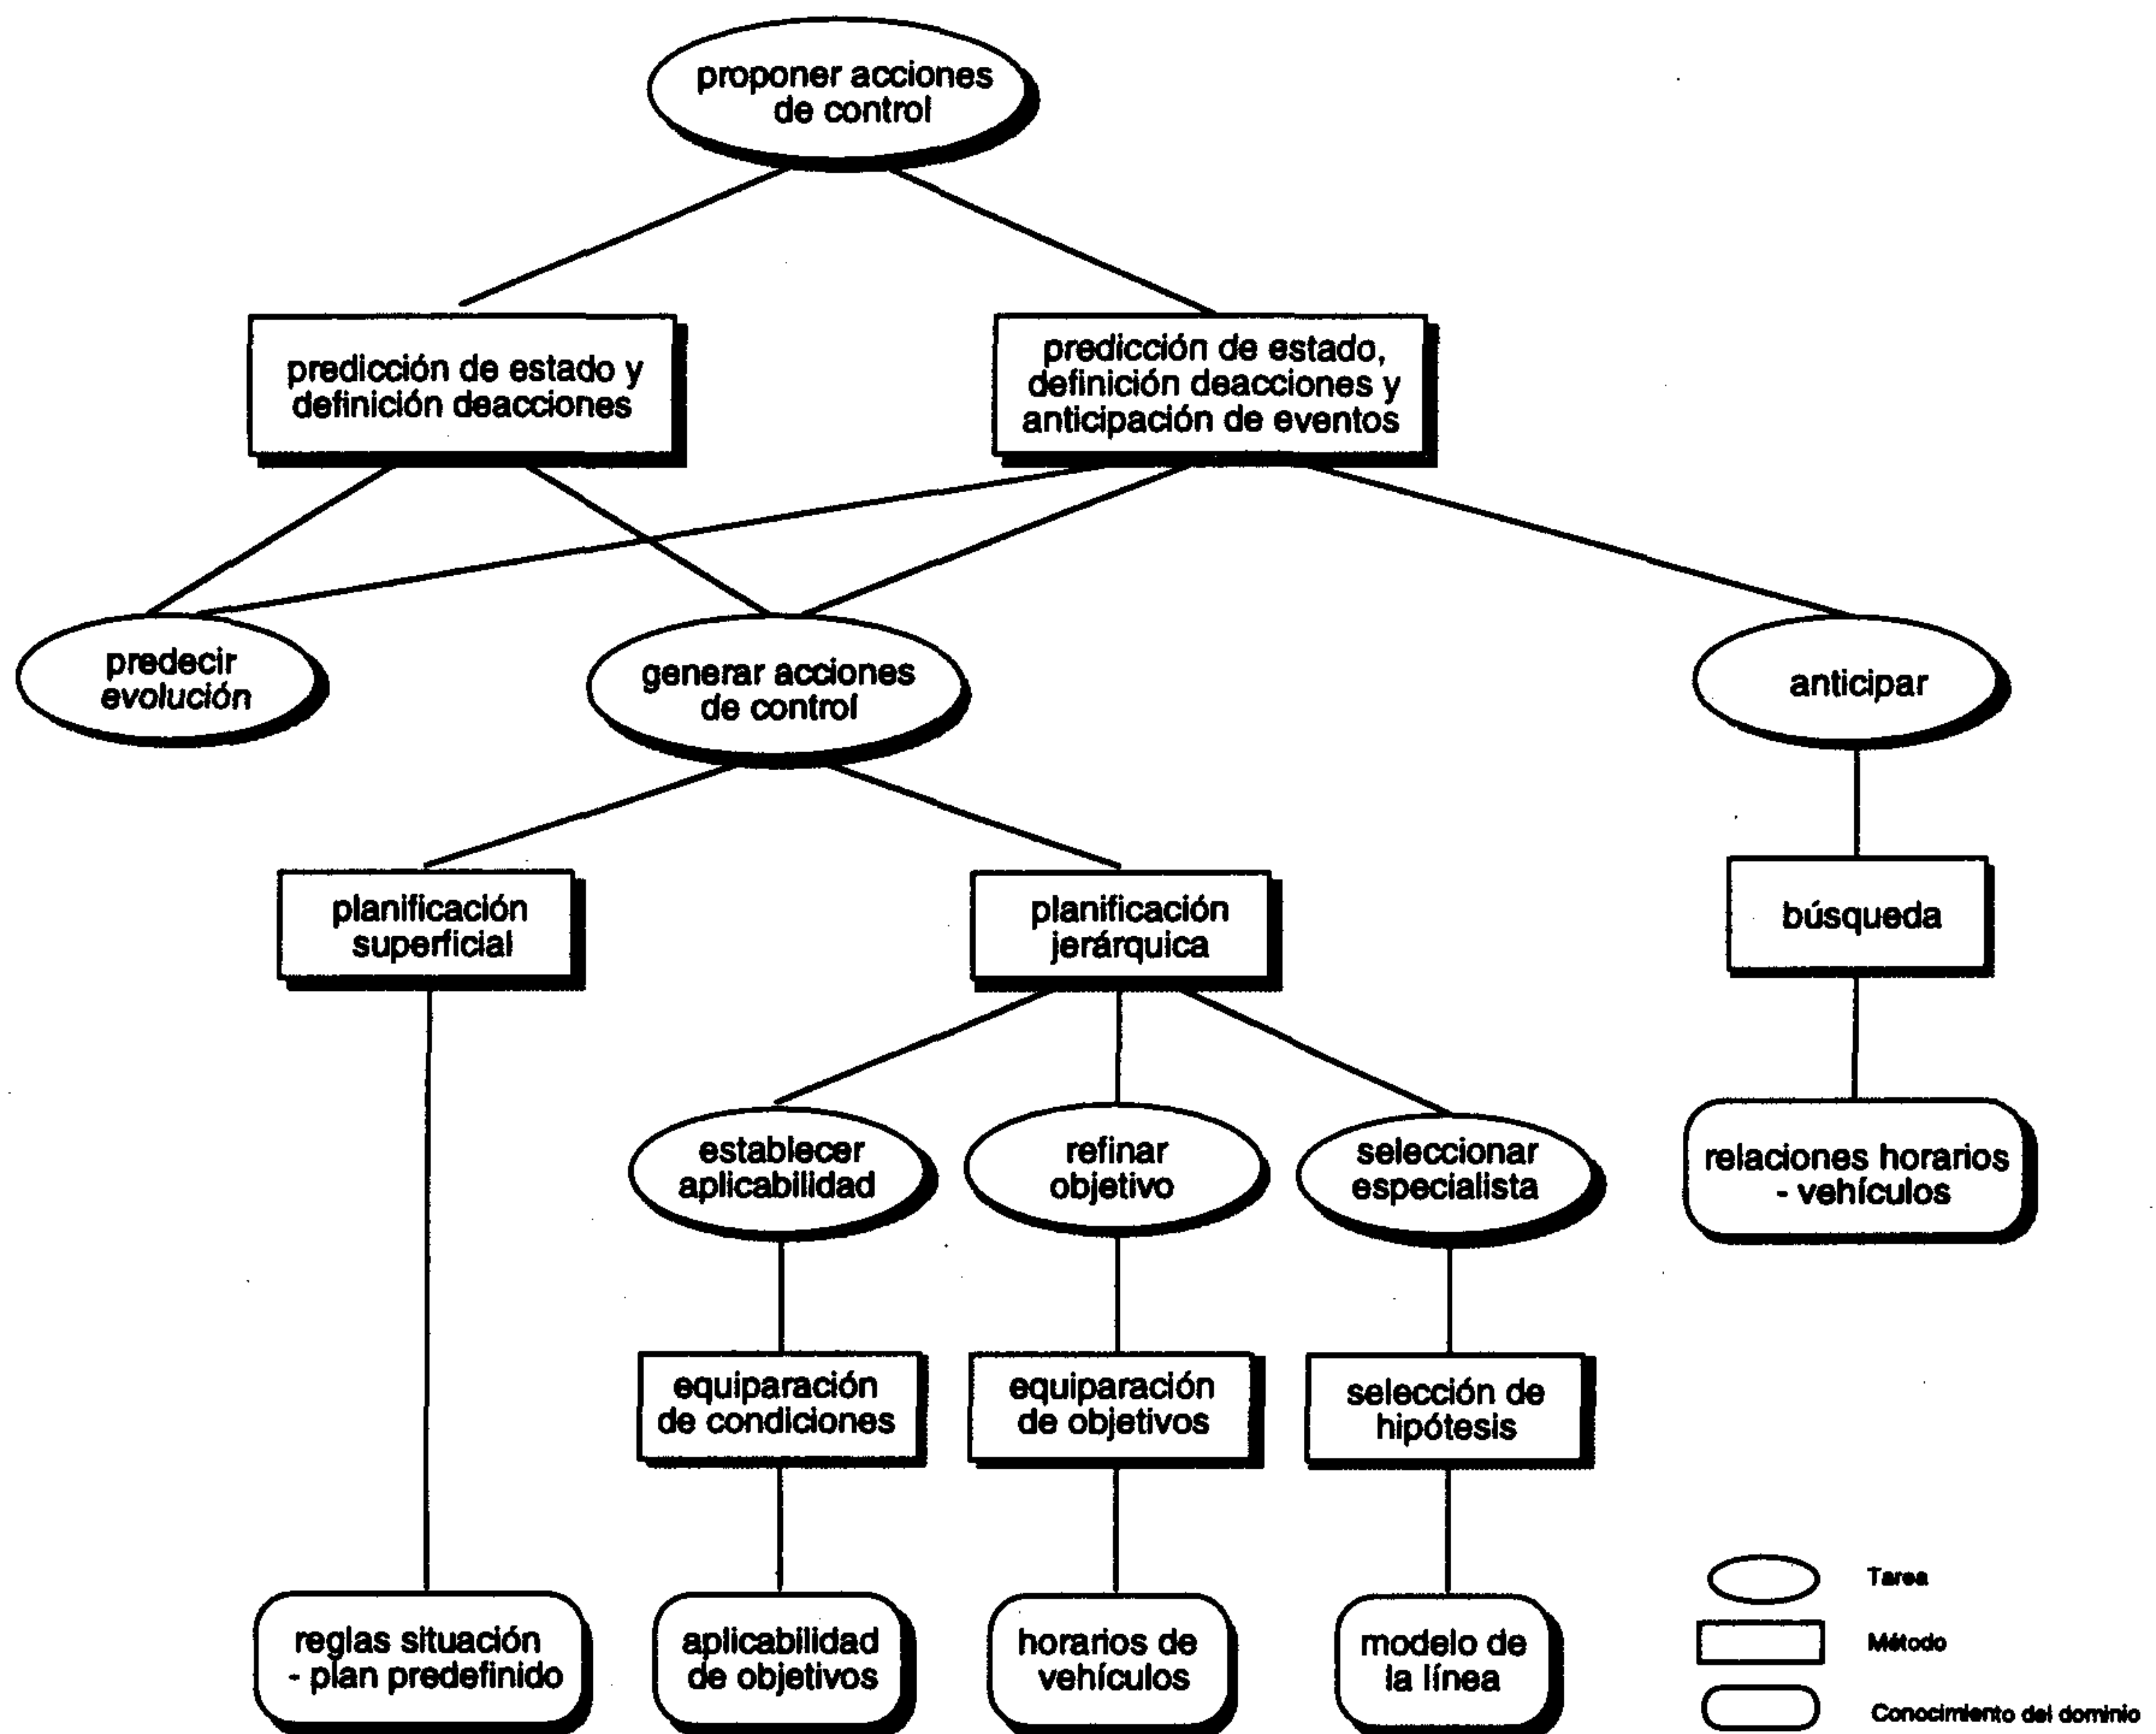 proponer acciones
de control
predicción de estado y
definición deacciones
predicción de estado,
definición deacciones y
anticipación de eventos
predecir
evolución
generar acciones
de control
anticipar
planificación
superficial
planificación
jerárquica
búsqueda
establecer
aplicabilidad
refinar
objetivo
seleccionar
especialista
relaciones horarios
- vehículos
equiparación
de condiciones
equiparación
de objetivos
selección de
hipótesis
reglas situación
- plan predefinido
aplicabilidad
de objetivos
horarios de
vehículos
modelo de
la línea
Tarea
Método
Conocimiento del dominio